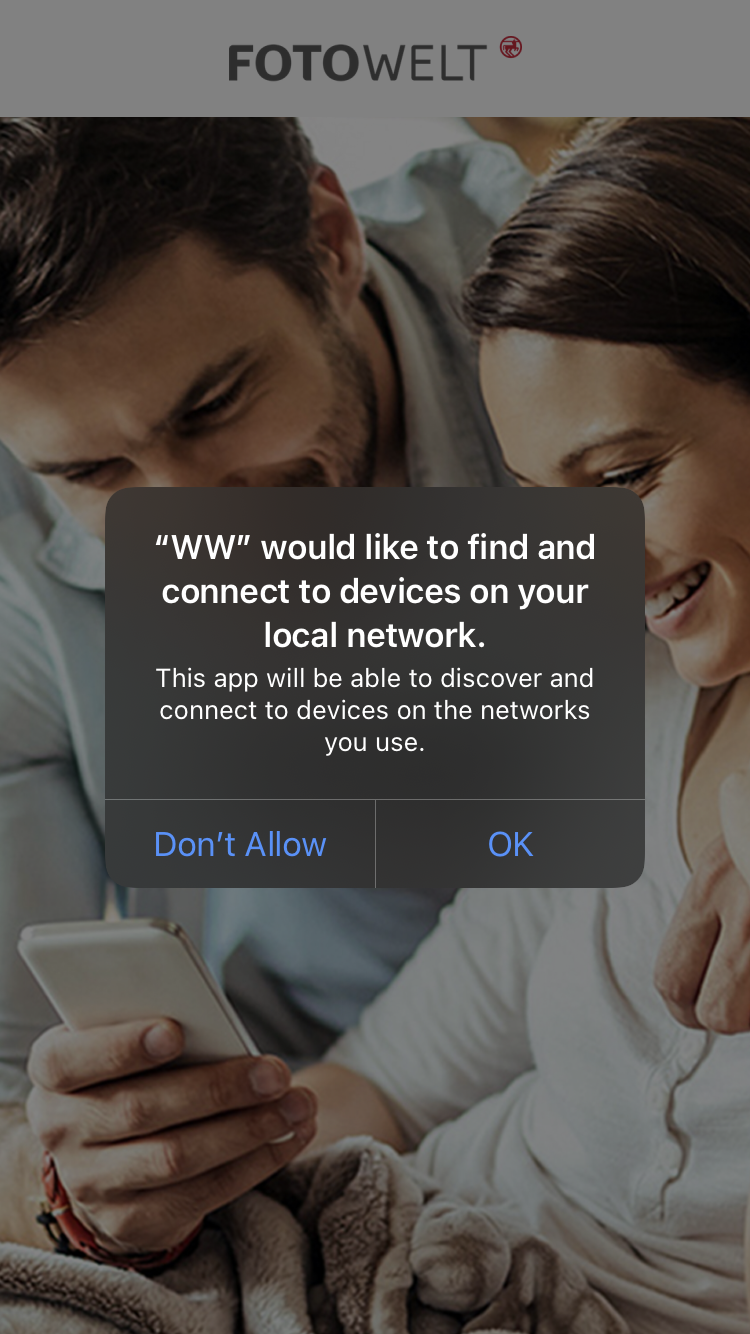 FOTOWELT
“WW” would like to find and
connect to devices on your
local network.
This app will be able to discover and
connect to devices on the networks
you use.
Don’t Allow
OK